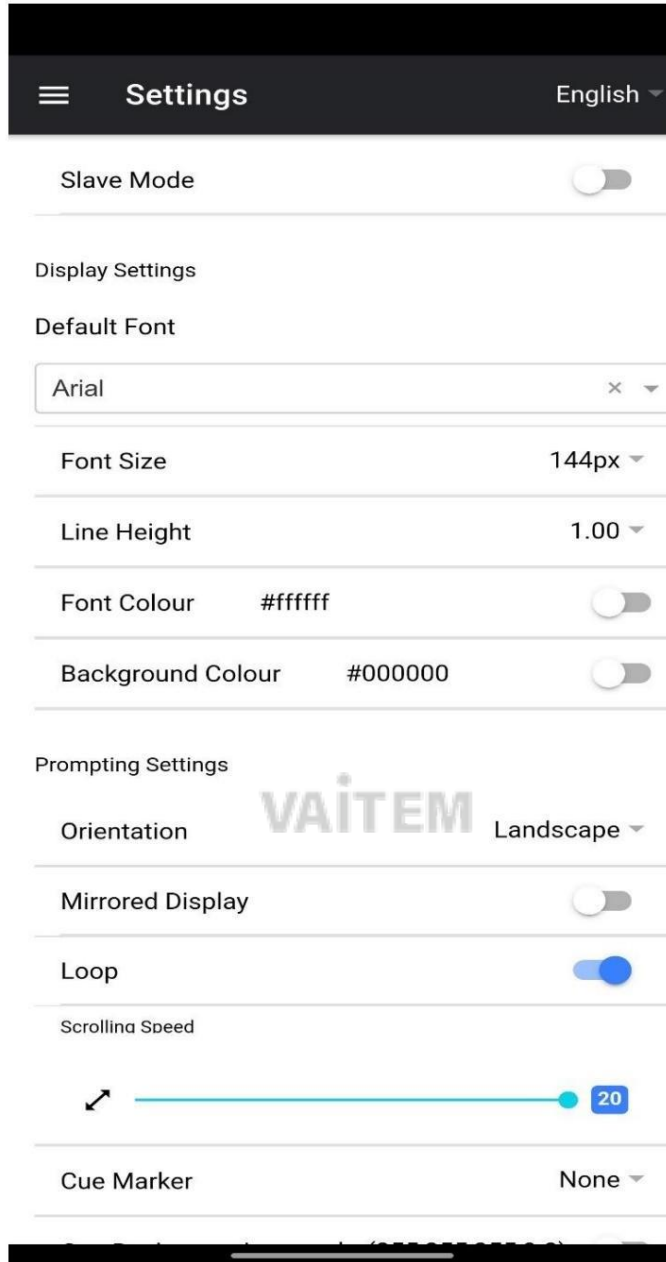 Settings English
Slave Mode
Display Settings
Default Font
Arial
Font Size 144px
Line Height 1.00
Font Colour #ffffff
Background Colour #000000
Prompting Settings
VAITEM
Orientation Landscape
Mirrored Display
Loop
Scrolling Speed
20
Cue Marker None